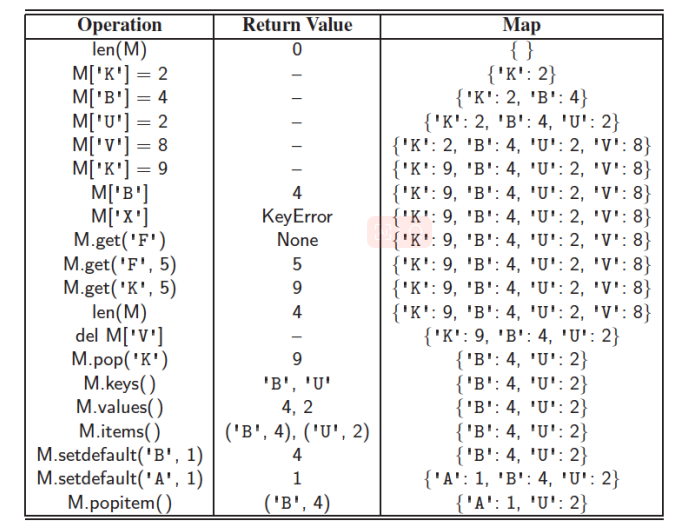 Operation Return Value Map
len(M) 0 { }
M['K'] = 2 – {'K': 2}
M['B'] = 4 – {'K': 2, 'B': 4}
M['U'] = 2 – {'K': 2, 'B': 4, 'U': 2}
M['V'] = 8 – {'K': 2, 'B': 4, 'U': 2, 'V': 8}
M['K'] = 9 – {'K': 9, 'B': 4, 'U': 2, 'V': 8}
M['B'] 4 {'K': 9, 'B': 4, 'U': 2, 'V': 8}
M['X'] KeyError {'K': 9, 'B': 4, 'U': 2, 'V': 8}
M.get('F') None {'K': 9, 'B': 4, 'U': 2, 'V': 8}
M.get('F', 5) 5 {'K': 9, 'B': 4, 'U': 2, 'V': 8}
M.get('K', 5) 9 {'K': 9, 'B': 4, 'U': 2, 'V': 8}
len(M) 4 {'K': 9, 'B': 4, 'U': 2, 'V': 8}
del M['V'] – {'K': 9, 'B': 4, 'U': 2}
M.pop('K') 9 {'B': 4, 'U': 2}
M.keys() 'B', 'U' {'B': 4, 'U': 2}
M.values() 4, 2 {'B': 4, 'U': 2}
M.items() ('B', 4), ('U', 2) {'B': 4, 'U': 2}
M.setdefault('B', 1) 4 {'B': 4, 'U': 2}
M.setdefault('A', 1) 1 {'A': 1, 'B': 4, 'U': 2}
M.popitem() ('B', 4) {'A': 1, 'U': 2}